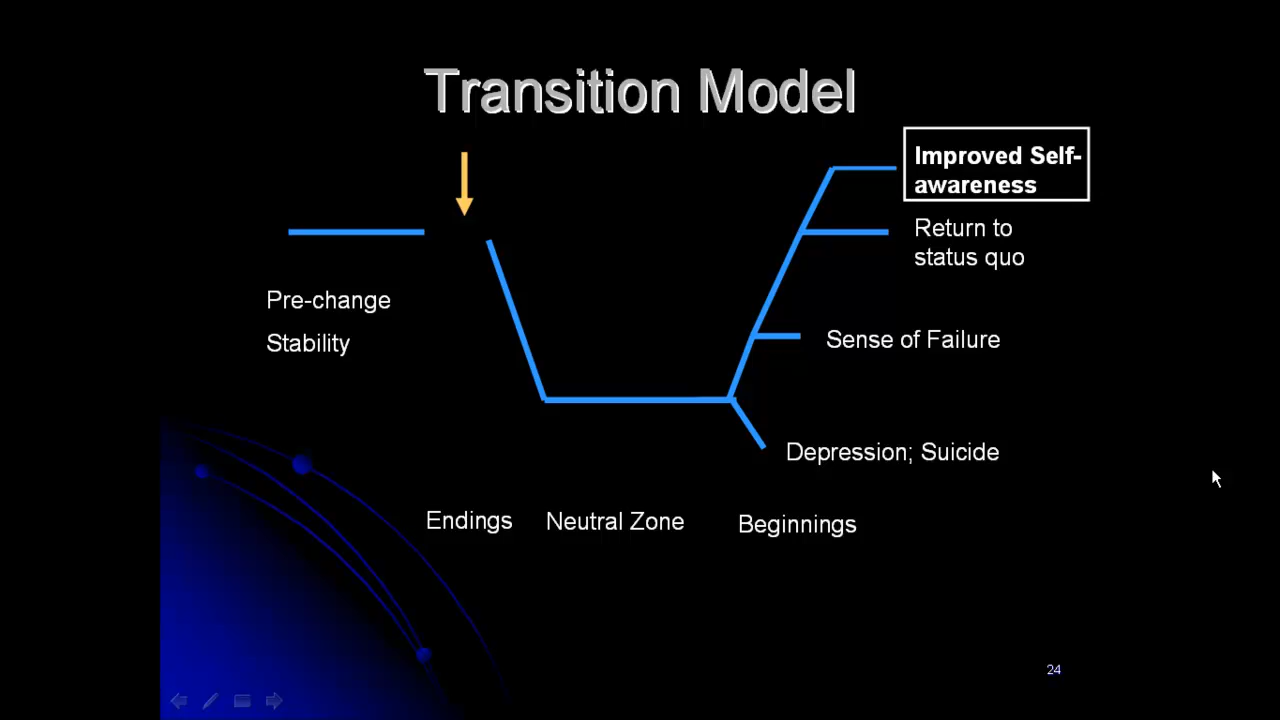 Transition Model
Improved Self-
awareness
Return to
status quo
Pre-change
Stability
Sense of Failure
Depression; Suicide
Endings
Neutral Zone
Beginnings
24